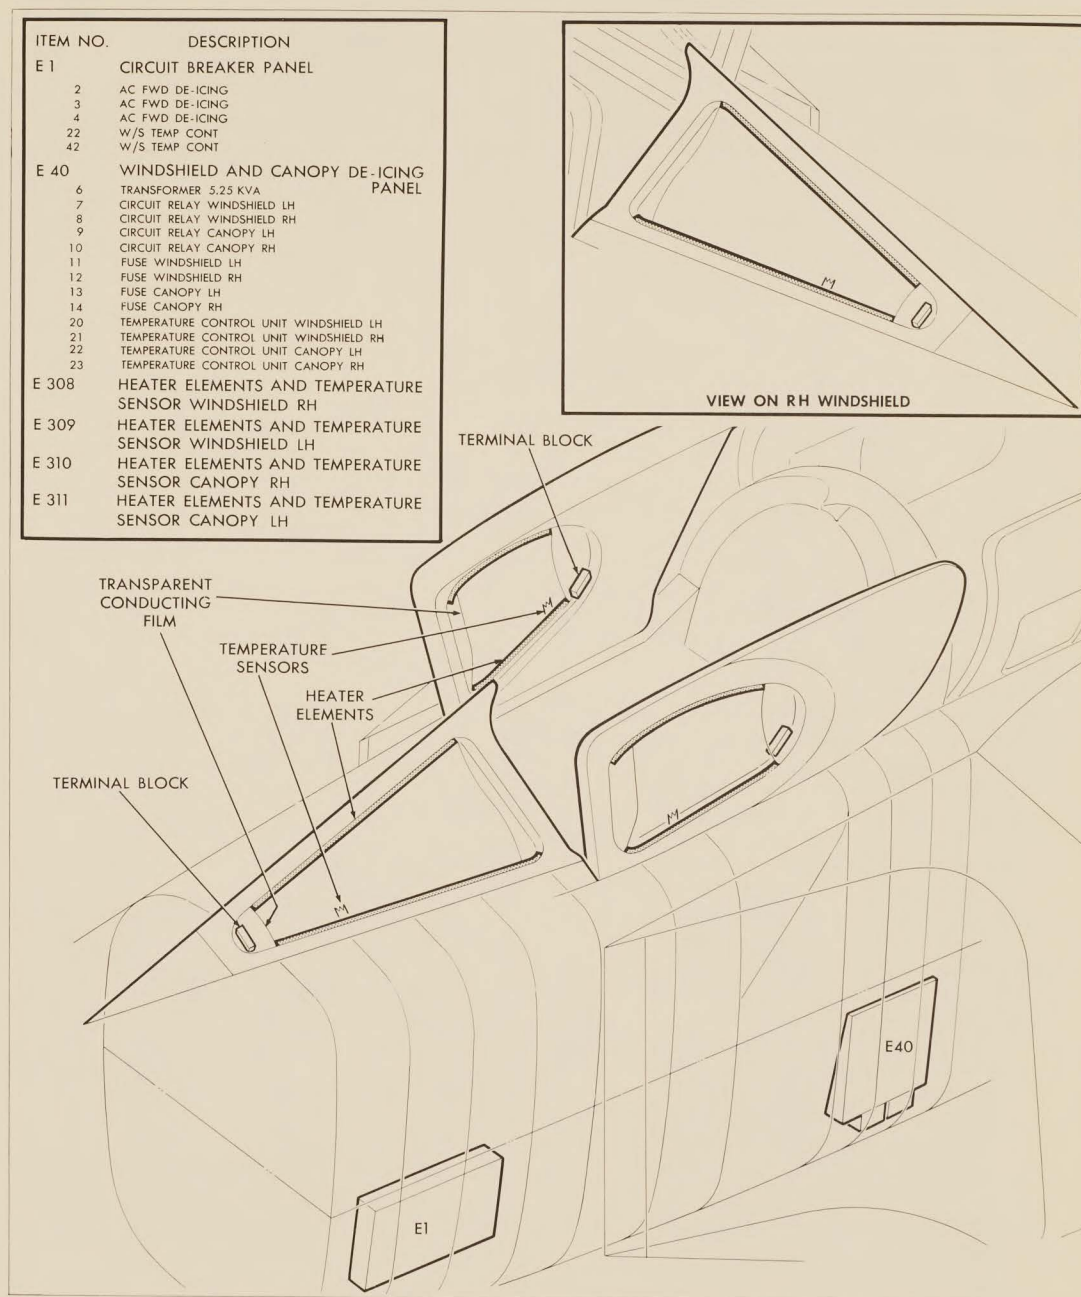 ITEM NO. DESCRIPTION
E 1 CIRCUIT BREAKER PANEL
2 AC FWD DE-ICING
3 AC FWD DE-ICING
4 AC FWD DE-ICING
22 W/S TEMP CONT
42 W/S TEMP CONT
E 40 WINDSHIELD AND CANOPY DE-ICING
PANEL
6 TRANSFORMER 5.25 KVA
7 CIRCUIT RELAY WINDSHIELD LH
8 CIRCUIT RELAY WINDSHIELD RH
9 CIRCUIT RELAY CANOPY LH
10 CIRCUIT RELAY CANOPY RH
11 FUSE WINDSHIELD LH
12 FUSE WINDSHIELD RH
13 FUSE CANOPY LH
14 FUSE CANOPY RH
20 TEMPERATURE CONTROL UNIT WINDSHIELD LH
21 TEMPERATURE CONTROL UNIT WINDSHIELD RH
22 TEMPERATURE CONTROL UNIT CANOPY LH
23 TEMPERATURE CONTROL UNIT CANOPY RH
E 308 HEATER ELEMENTS AND TEMPERATURE
SENSOR WINDSHIELD RH
E 309 HEATER ELEMENTS AND TEMPERATURE
SENSOR WINDSHIELD LH
E 310 HEATER ELEMENTS AND TEMPERATURE
SENSOR CANOPY RH
E 311 HEATER ELEMENTS AND TEMPERATURE
SENSOR CANOPY LH
VIEW ON RH WINDSHIELD
TERMINAL BLOCK
TRANSPARENT
CONDUCTING
FILM
TEMPERATURE
SENSORS
HEATER
ELEMENTS
TERMINAL BLOCK
E40
E1